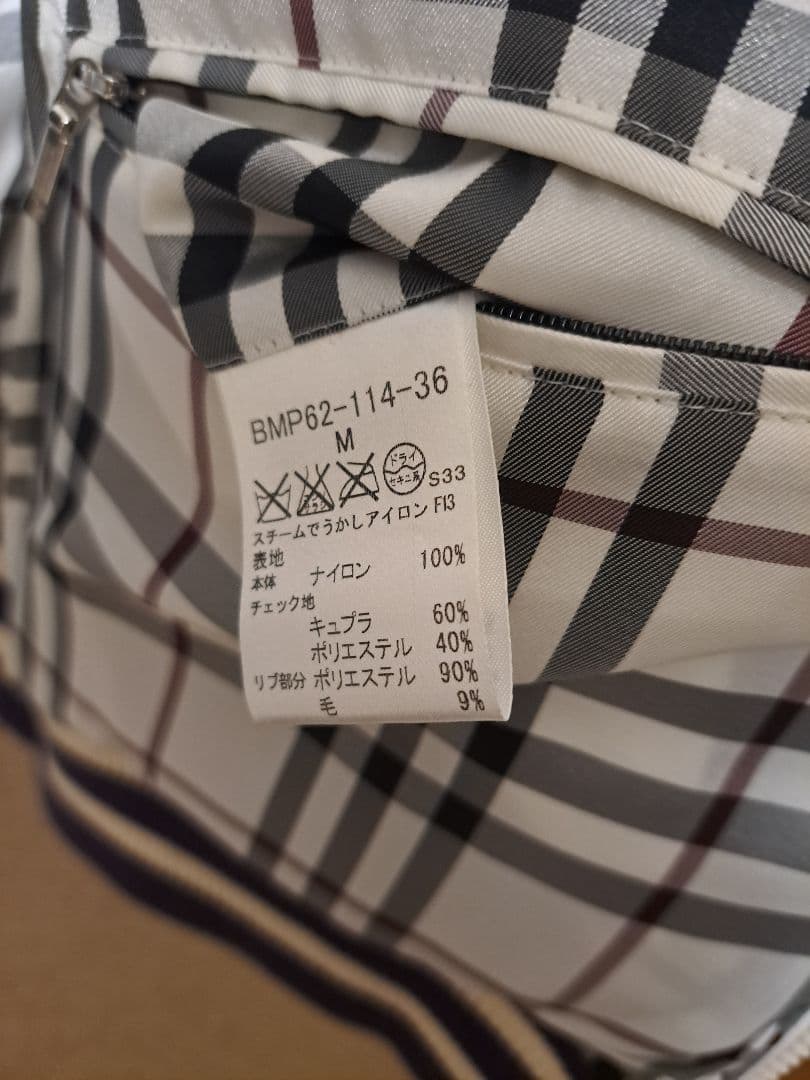 BMP62-114-36
M
ドライ
セキユ系
S33
スチームでうかしアイロン F13
表地
本体 ナイロン 100%
チェック地
キュプラ 60%
ポリエステル 40%
リブ部分 ポリエステル 90%
毛 9%